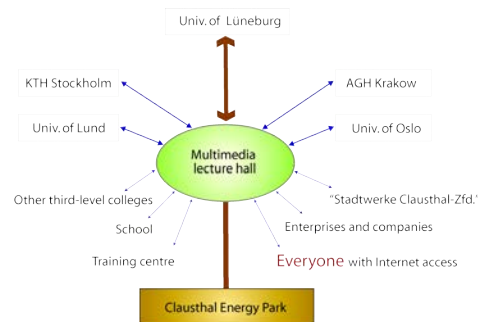 Univ. of Lüneburg
KTH Stockholm
AGH Krakow
Univ. of Lund
Univ. of Oslo
Multimedia
lecture hall
Other third-level colleges
"Stadtwerke Clausthal-Zfd.'
School
Enterprises and companies
Training centre
Everyone with Internet access
Clausthal Energy Park